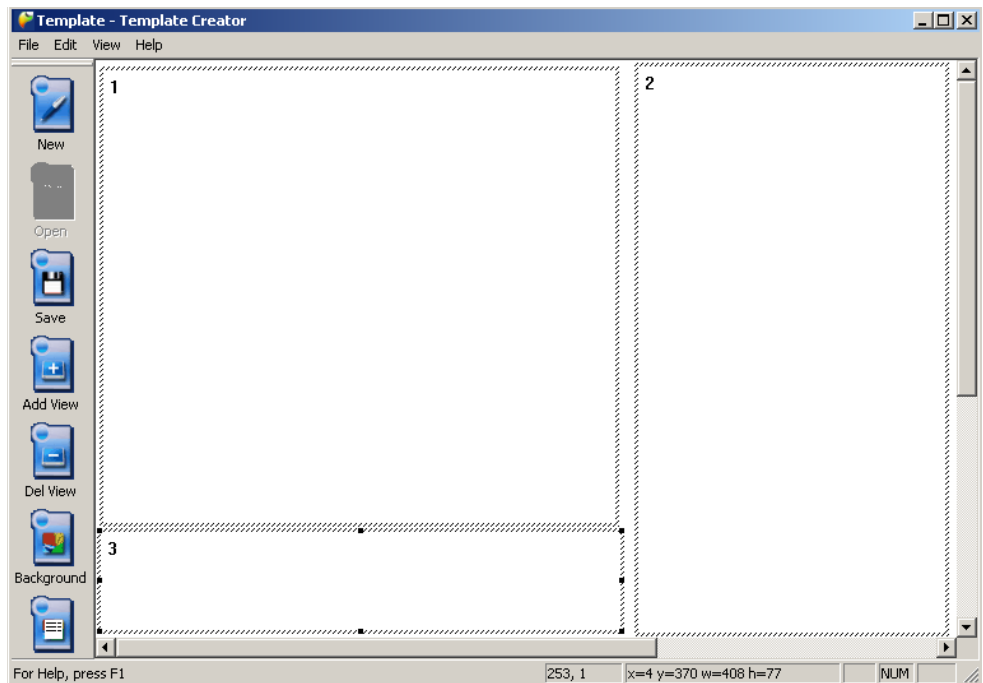 Template - Template Creator
File Edit View Help
New
Open
Save
Add View
Del View
Background
1
2
3
For Help, press F1
253, 1
x=4 y=370 w=408 h=77
NUM